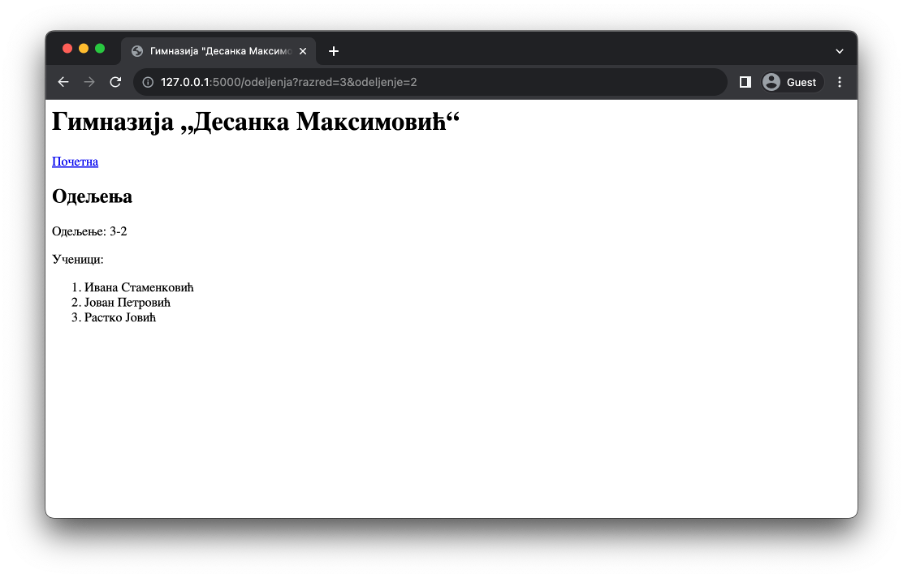 Гимназија "Десанка Максимо
127.0.0.1:5000/odeljenja?razred=3&odeljenje=2
Guest
Гимназија „Десанка Максимовић“
Почетна
Одељења
Одељење: 3-2
Ученици:
1. Ивана Стаменковић
2. Јован Петровић
3. Растко Јовић